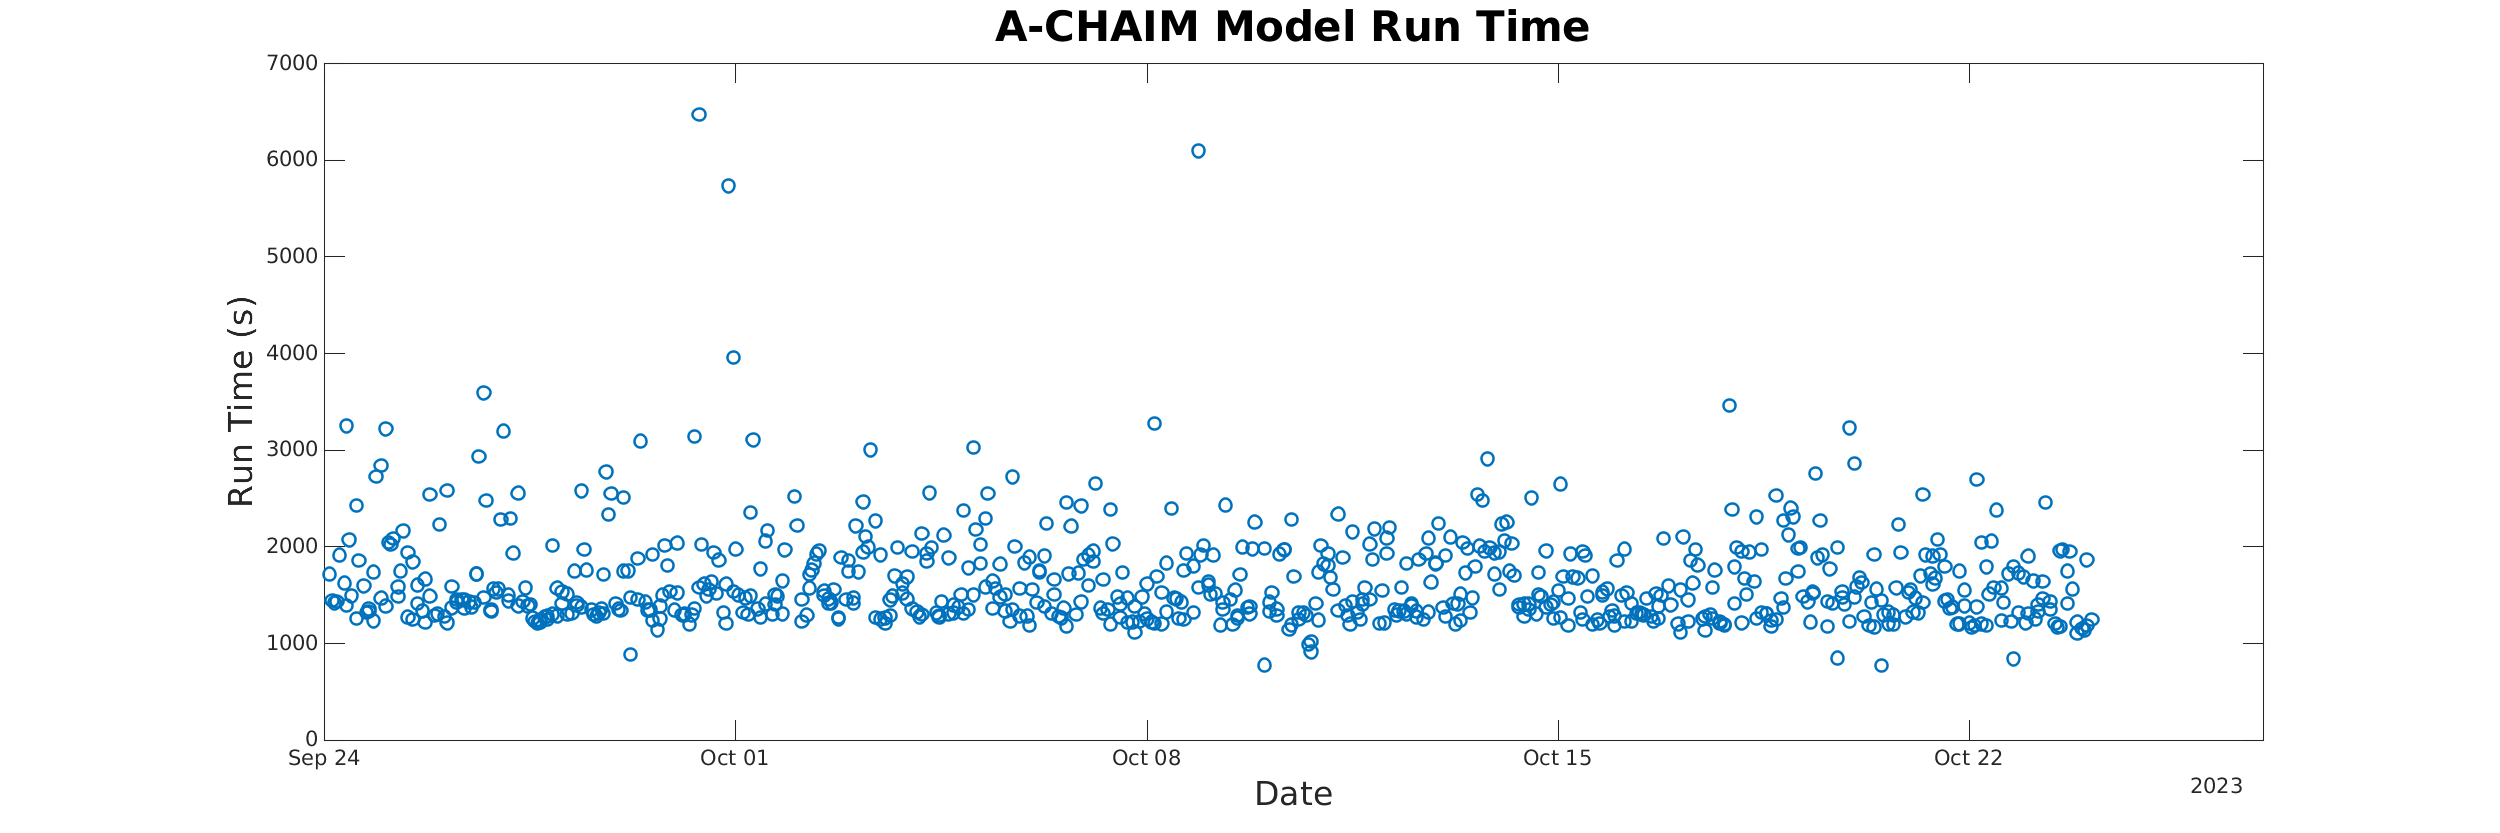 A-CHAIM Model Run Time
7000
6000
5000
4000
3000
2000
1000
0
Run Time (s)
Sep 24 Oct 01 Oct 08 Oct 15 Oct 22
2023
Date